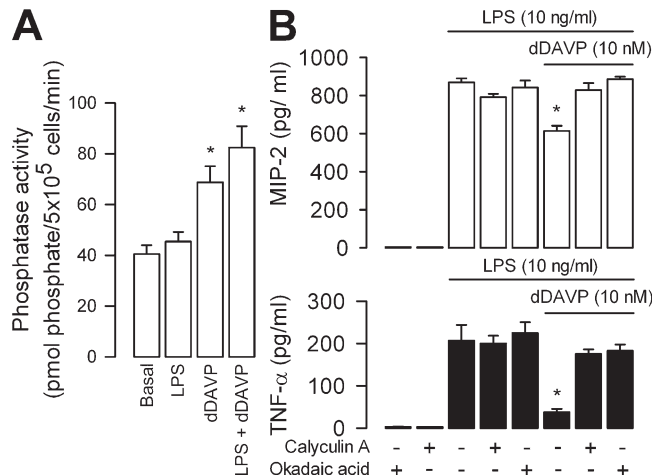 A
Phosphatase activity
(pmol phosphate/5x10⁵ cells/min)
100
80
60
40
20
0
*
*
Basal
LPS
dDAVP
LPS + dDAVP
B
LPS (10 ng/ml)
dDAVP (10 nM)
MIP-2 (pg/ ml)
1000
800
600
400
200
0
*
LPS (10 ng/ml)
dDAVP (10 nM)
TNF-α (pg/ml)
300
200
100
0
*
Calyculin A - + - + - - + -
Okadaic acid + - - - + - - +